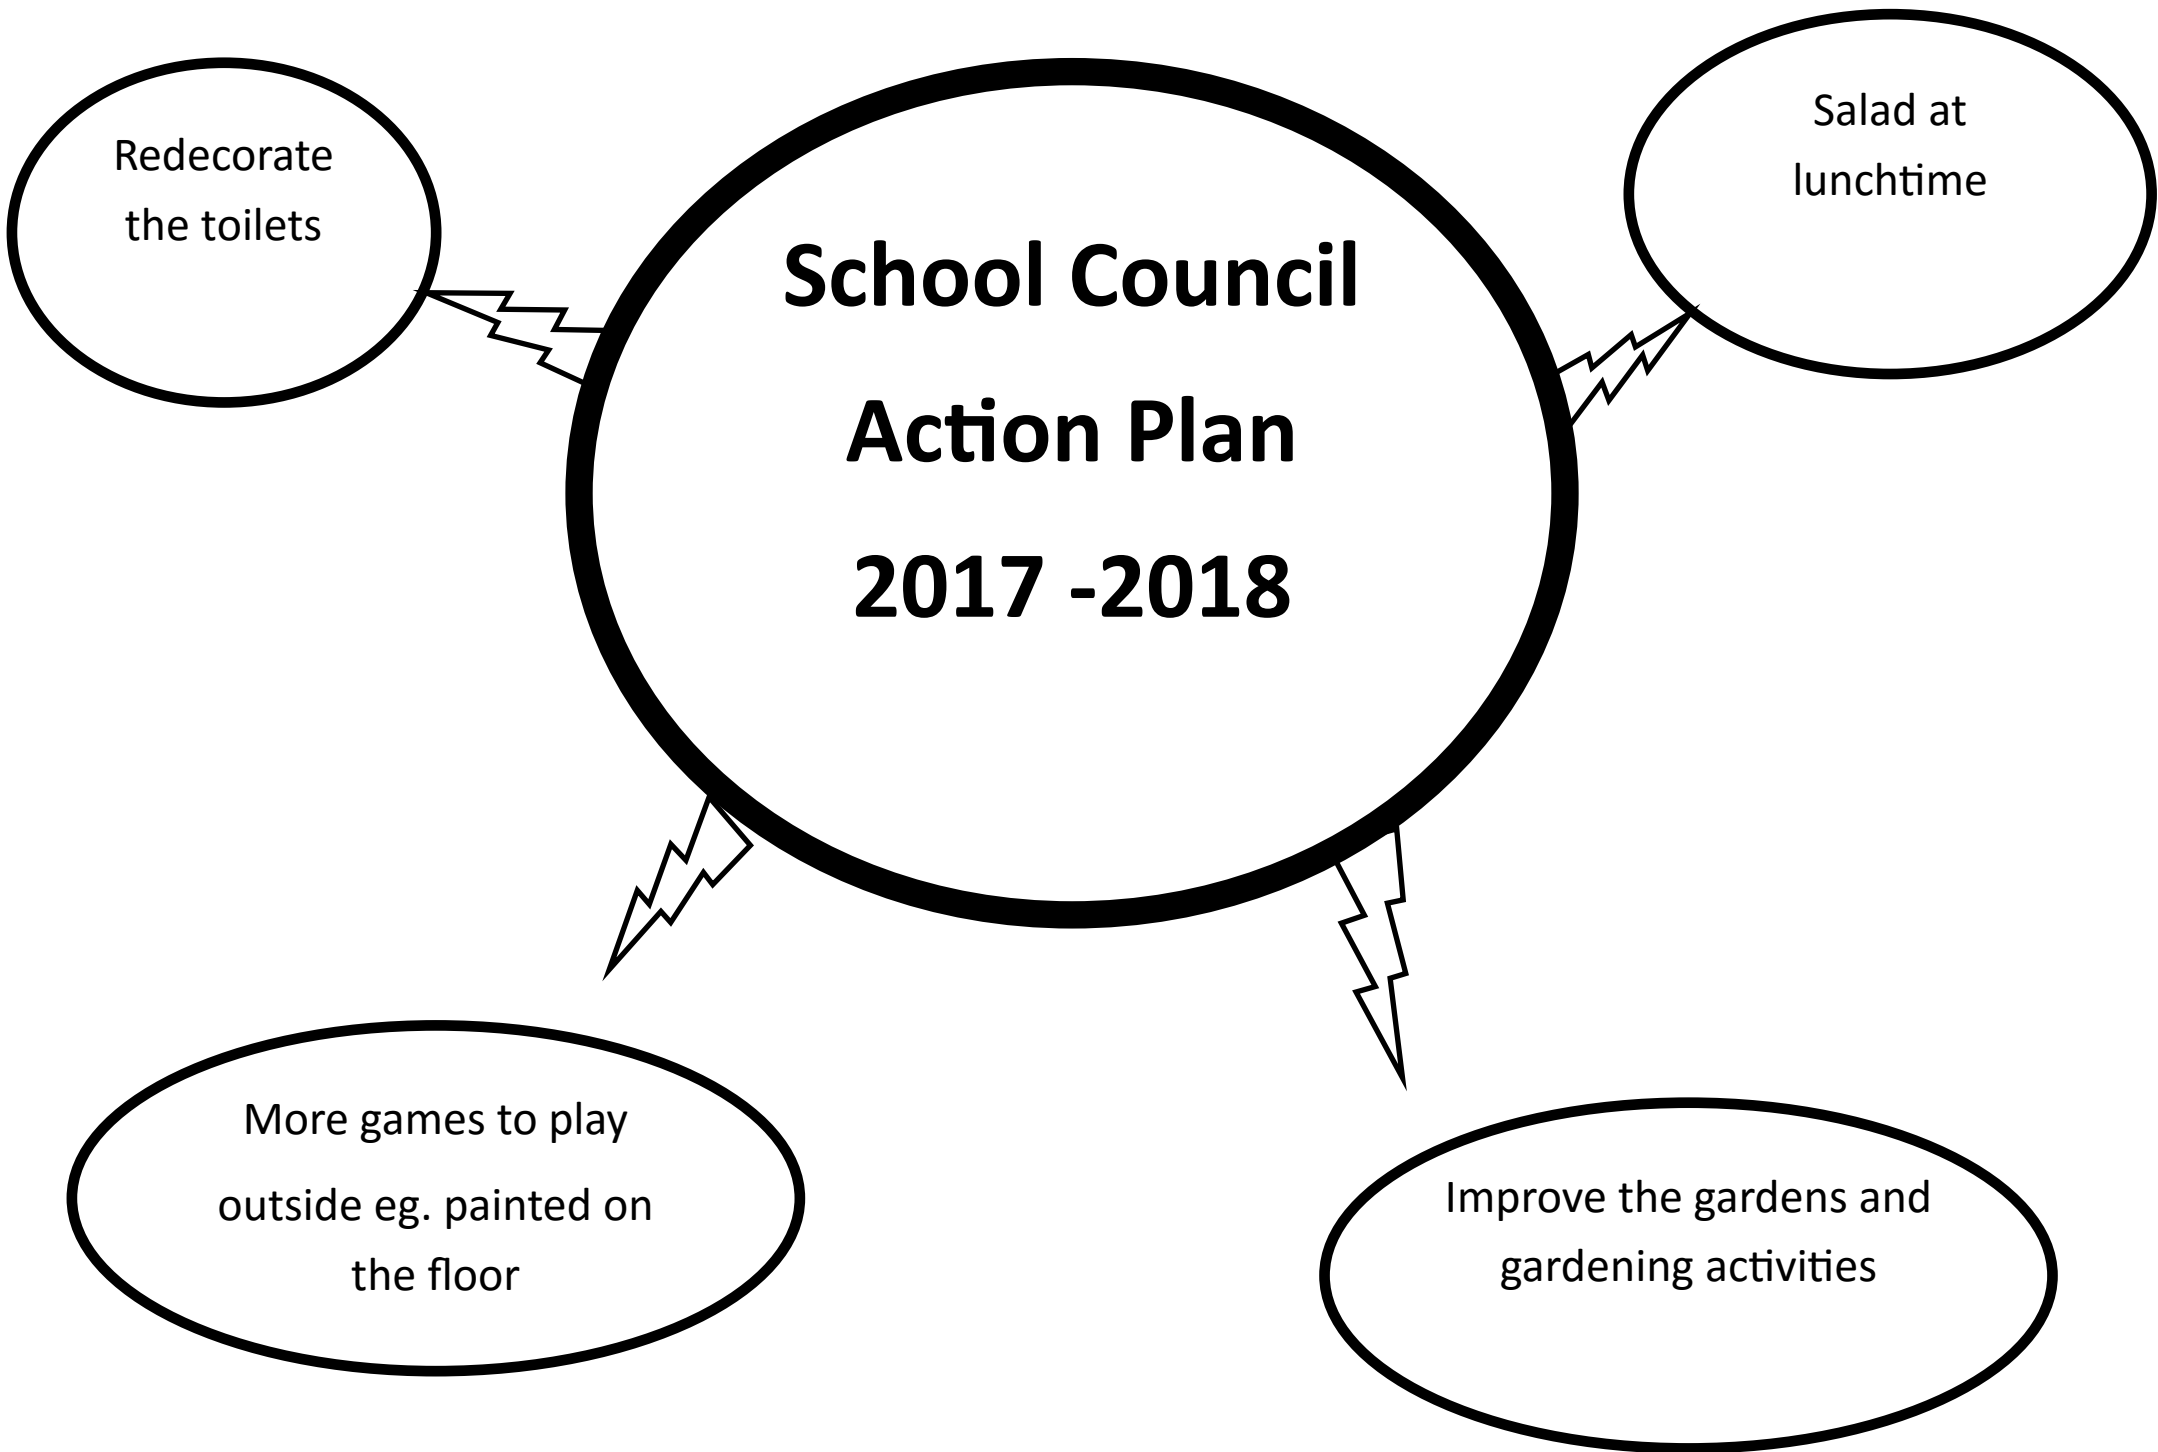 Redecorate
the toilets
School Council
Action Plan
2017 -2018
Salad at
lunchtime
More games to play
outside eg. painted on
the floor
Improve the gardens and
gardening activities